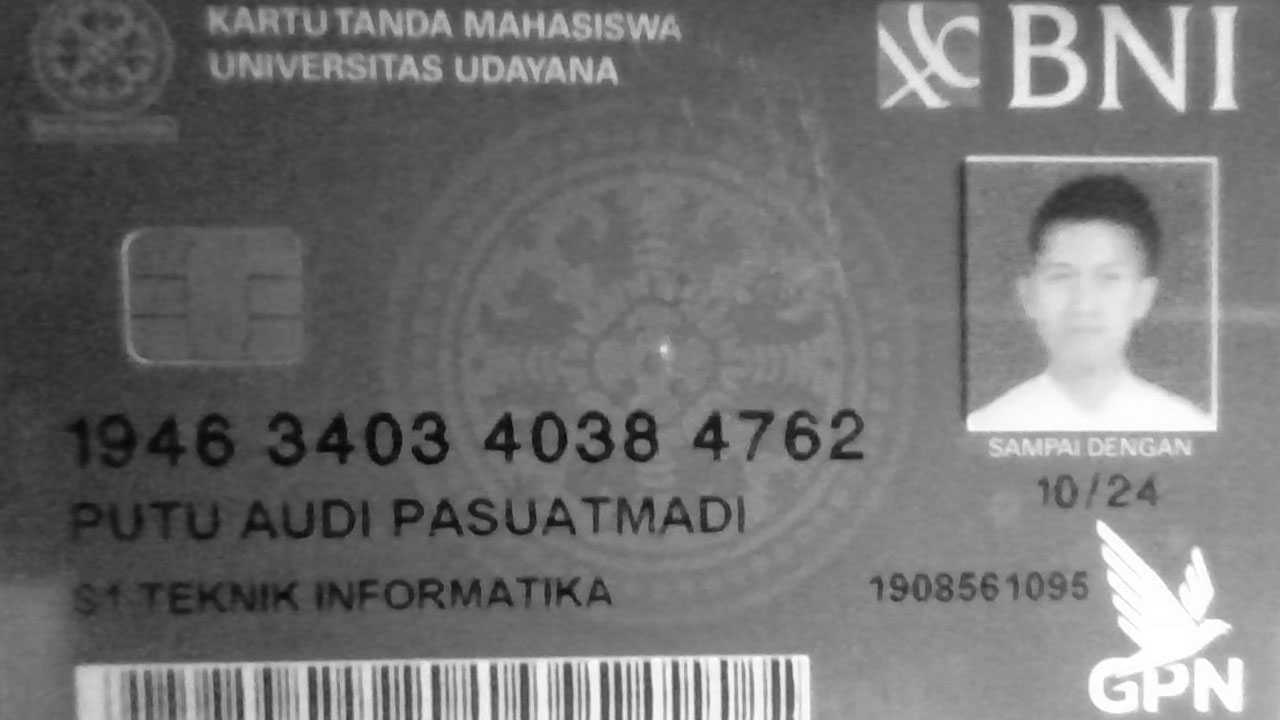 KARTU TANDA MAHASISWA
UNIVERSITAS UDAYANA
BNI
SAMPAI DENGAN
10/24
1946 3403 4038 4762
PUTU AUDI PASUATMADI
S1 TEKNIK INFORMATIKA
1908561095
GPN